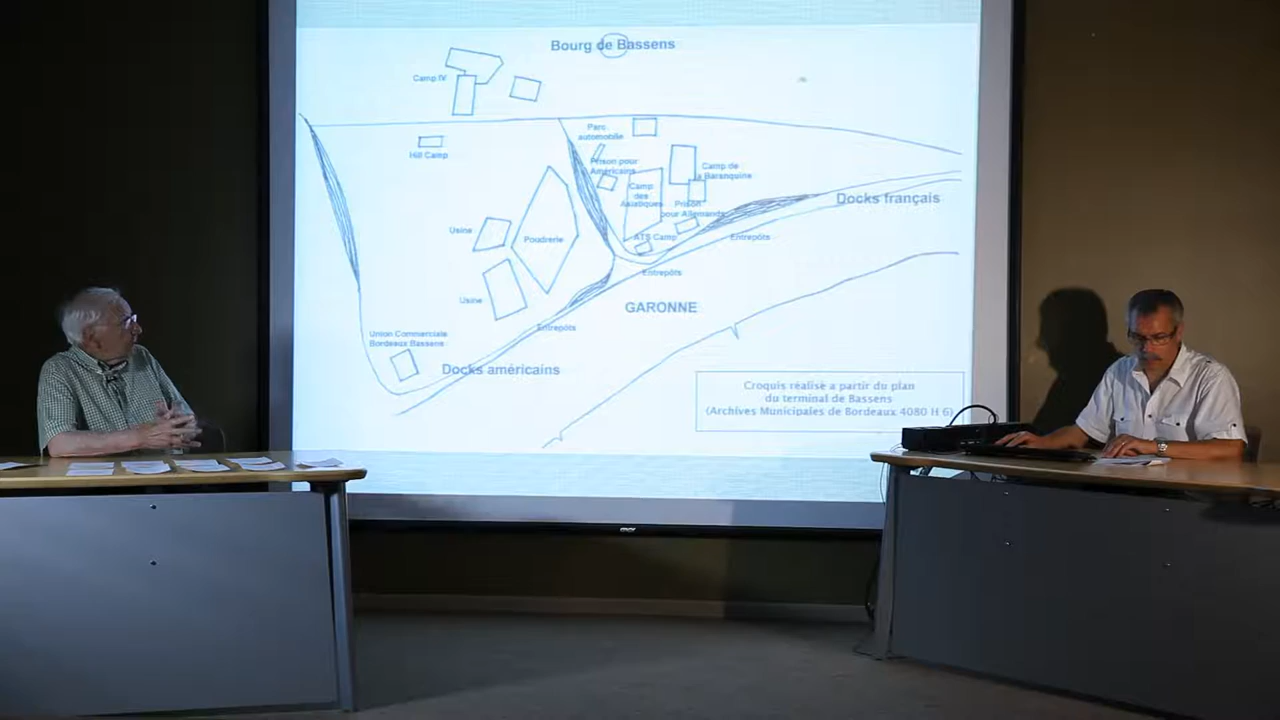 Bourg de Bassens
Camp IV
Parc
automobile
Hill Camp
Prison pour
Américains
Camp de
la Baranquine
Camp
des
Asiatiques
Prison
pour Allemands
Docks français
Usine
Poudrerie
ATS Camp
Entrepôts
Entrepôts
Usine
GARONNE
Entrepôts
Union Commerciale
Bordeaux Bassens
Docks américains
Croquis réalisé a partir du plan
du terminal de Bassens
(Archives Municipales de Bordeaux 4080 H 6)